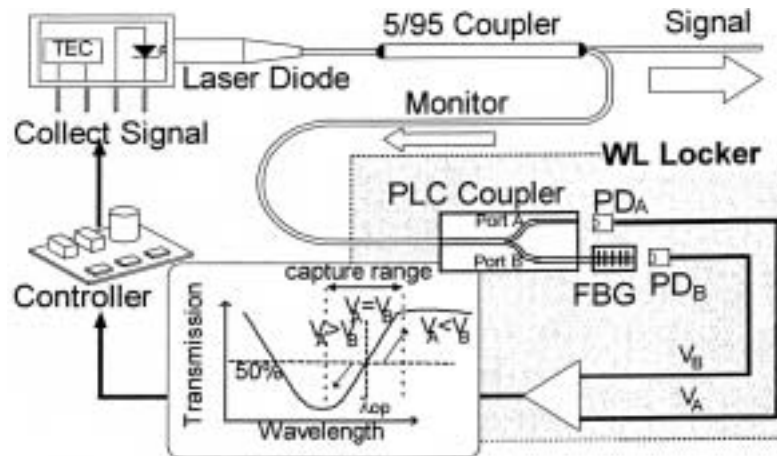 5/95 Coupler
Signal
TEC
Laser Diode
Monitor
Collect Signal
WL Locker
PLC Coupler
PDA
Port A
Port B
FBG
PDB
Controller
capture range
VA>VB
VA=VB
VA<VB
50%
λop
Transmission
Wavelength
VB
VA